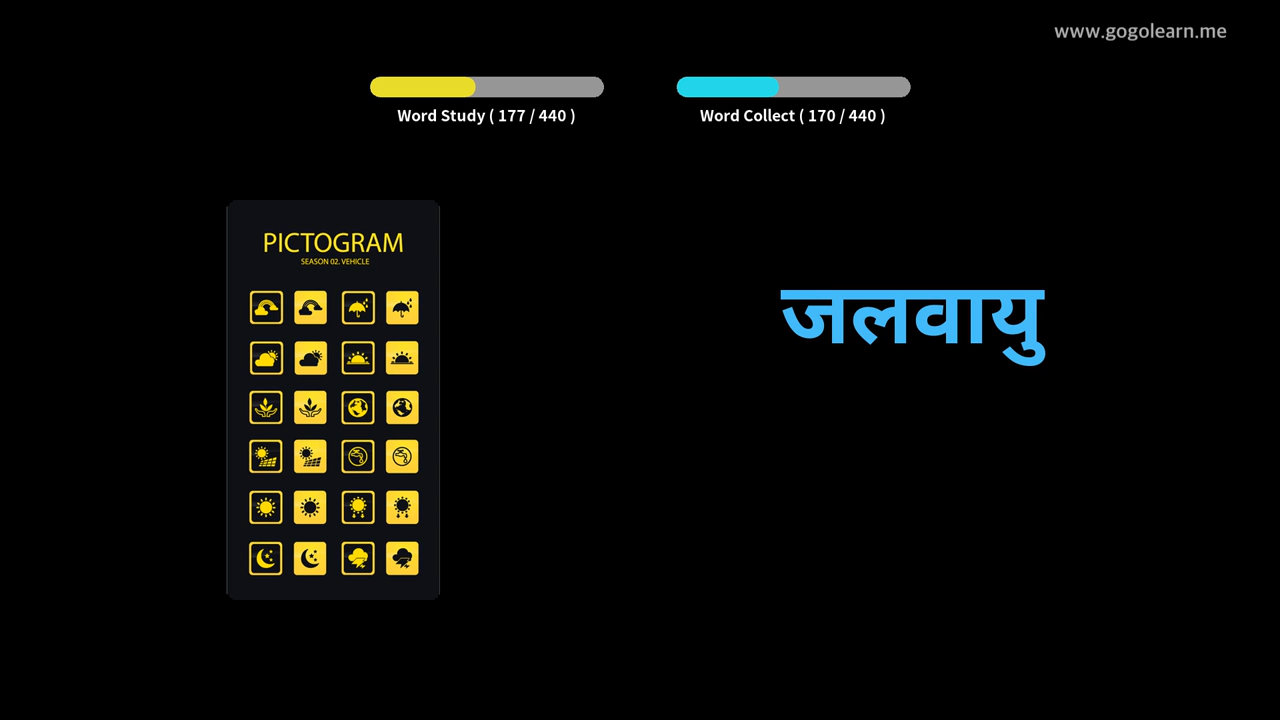 www.gogolearn.me
Word Study ( 177 / 440 )
Word Collect ( 170 / 440 )
PICTOGRAM
SEASON 02. VEHICLE
जलवायु